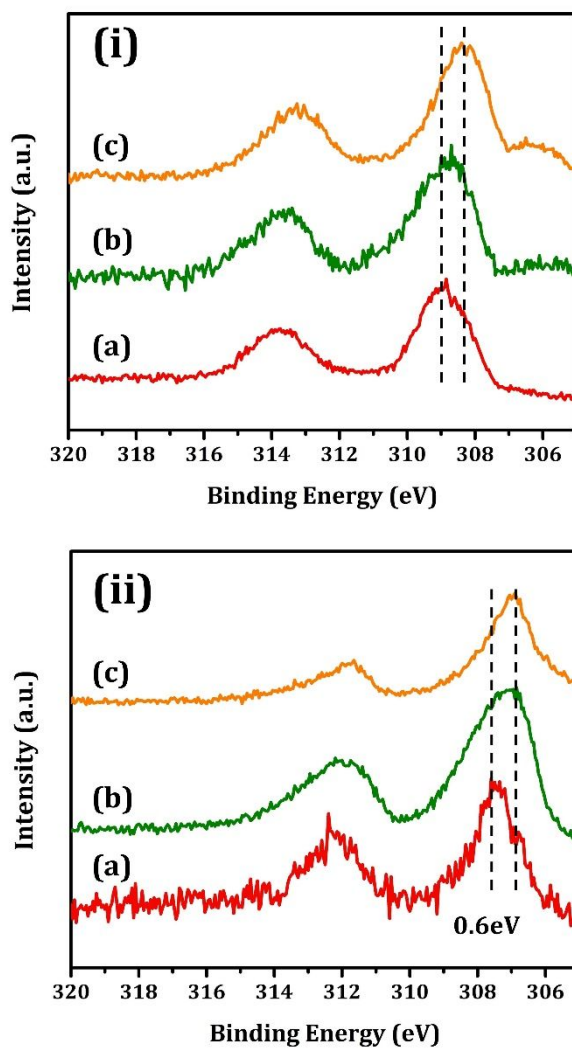 (i)
(c)
(b)
(a)
Intensity (a.u.)
320 318 316 314 312 310 308 306
Binding Energy (eV)
(ii)
(c)
(b)
(a)
0.6eV
Intensity (a.u.)
320 318 316 314 312 310 308 306
Binding Energy (eV)